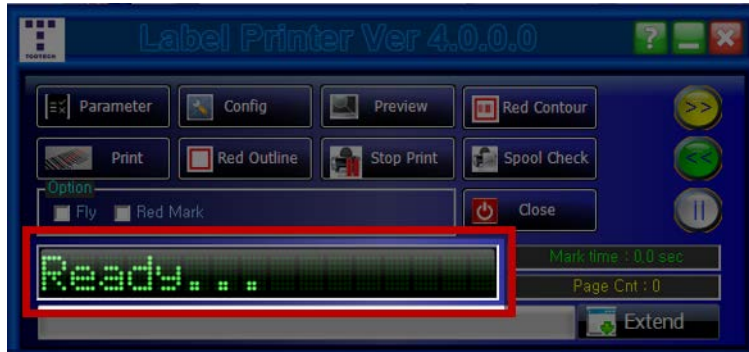 TOOTECH
Label Printer Ver 4.0.0.0
?
Parameter Config Preview Red Contour >>
Print Red Outline Stop Print Spool Check <<
Option
Fly Red Mark Close
Ready...
Mark time : 0.0 sec
Page Cnt : 0
Extend